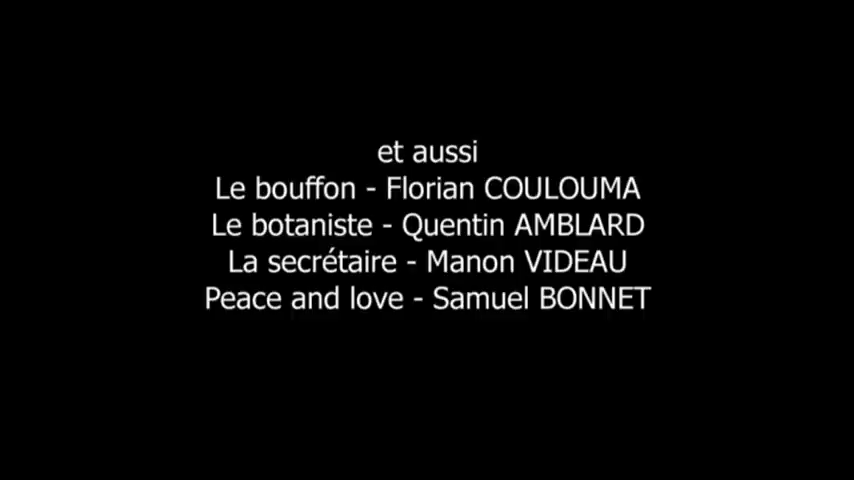 et aussi
Le bouffon - Florian COULOUMA
Le botaniste - Quentin AMBLARD
La secrétaire - Manon VIDEAU
Peace and love - Samuel BONNET